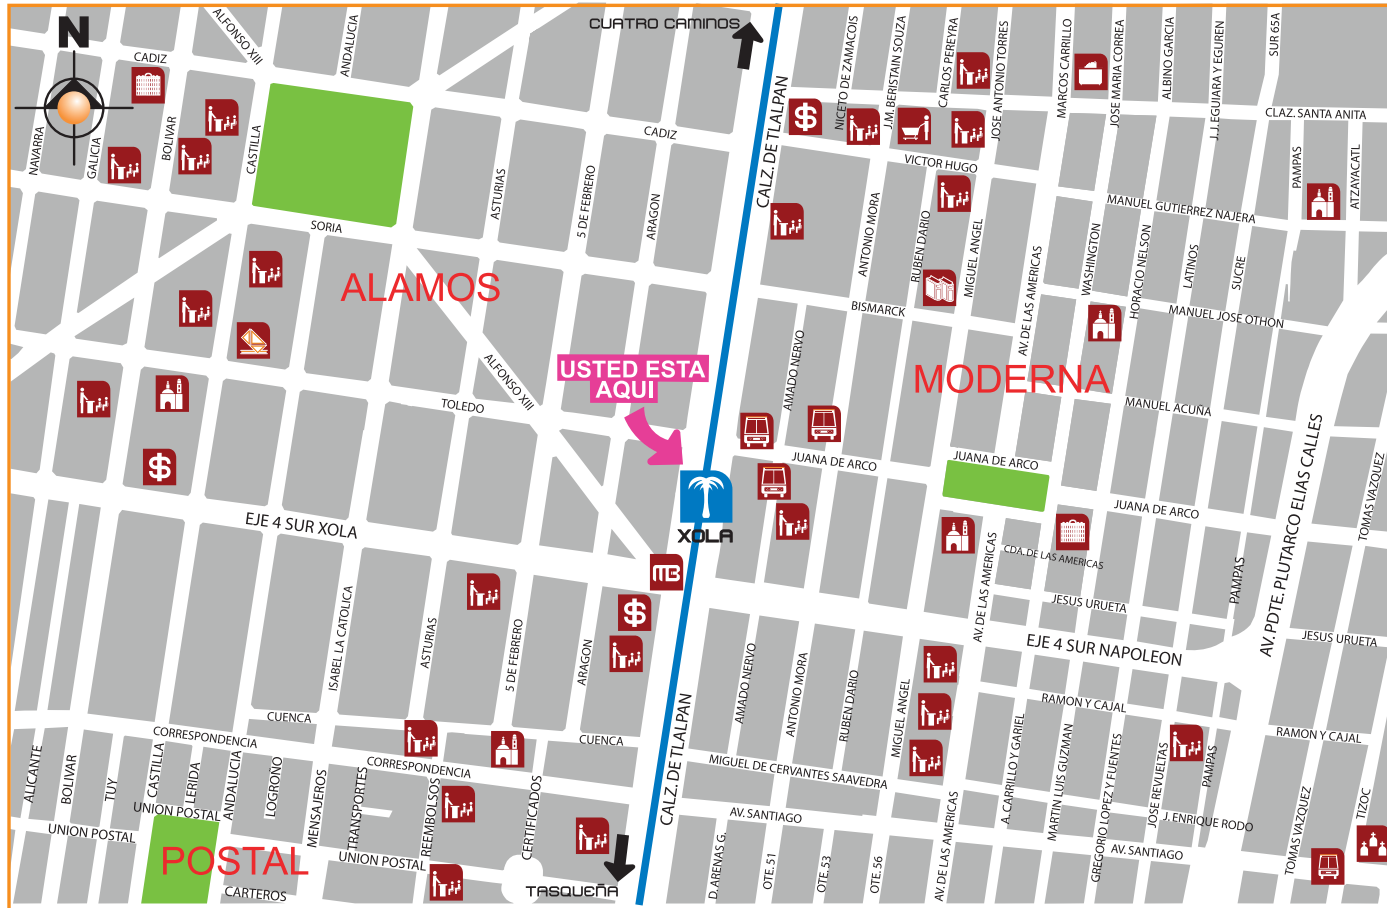 CUATRO CAMINOS
N
ALFONSO XIII
ANDALUCIA
CADIZ
NAVARRA
GALICIA
BOLIVAR
CASTILLA
CADIZ
SORIA
ASTURIAS
5 DE FEBRERO
ARAGON
CALZ. DE TLALPAN
$
NICETO DE ZAMACOIS
J.M. BERISTAIN SOUZA
CARLOS PEREYRA
JOSE ANTONIO TORRES
MARCOS CARRILLO
JOSE MARIA CORREA
ALBINO GARCIA
J.J. EGUIARA Y EGUREN
SUR 65A
CLAZ. SANTA ANITA
VICTOR HUGO
PAMPAS
ATZAYACATL
MANUEL GUTIERREZ NAJERA
ANTONIO MORA
RUBEN DARIO
MIGUEL ANGEL
AV. DE LAS AMERICAS
WASHINGTON
HORACIO NELSON
LATINOS
SUCRE
ALAMOS
BISMARCK
MANUEL JOSE OTHON
USTED ESTA
AQUI
ALFONSO XIII
TOLEDO
AMADO NERVO
MODERNA
MANUEL ACUÑA
AV. PDTE. PLUTARCO ELIAS CALLES
TOMAS VAZQUEZ
$
JUANA DE ARCO
JUANA DE ARCO
JUANA DE ARCO
EJE 4 SUR XOLA
XOLA
MB
CDA. DE LAS AMERICAS
AV. DE LAS AMERICAS
PAMPAS
JESUS URUETA
JESUS URUETA
$
ISABEL LA CATOLICA
ASTURIAS
5 DE FEBRERO
ARAGON
EJE 4 SUR NAPOLEON
AMADO NERVO
ANTONIO MORA
RUBEN DARIO
MIGUEL ANGEL
RAMON Y CAJAL
RAMON Y CAJAL
CUENCA
CUENCA
CORRESPONDENCIA
CORRESPONDENCIA
CALZ. DE TLALPAN
MIGUEL DE CERVANTES SAAVEDRA
A. CARRILLO Y GARIEL
MARTIN LUIS GUZMAN
GREGORIO LOPEZ Y FUENTES
JOSE REVUELTAS
PAMPAS
ALICANTE
BOLIVAR
TUY
CASTILLA
LERIDA
ANDALUCIA
LOGROÑO
MENSAJEROS
TRANSPORTES
REEMBOLSOS
CERTIFICADOS
UNION POSTAL
UNION POSTAL
UNION POSTAL
AV. SANTIAGO
AV. SANTIAGO
J. ENRIQUE RODO
TOMAS VAZQUEZ
TIZOC
POSTAL
CARTEROS
TASQUEÑA
D. ARENAS G.
OTE. 51
OTE. 53
OTE. 56
AV. DE LAS AMERICAS